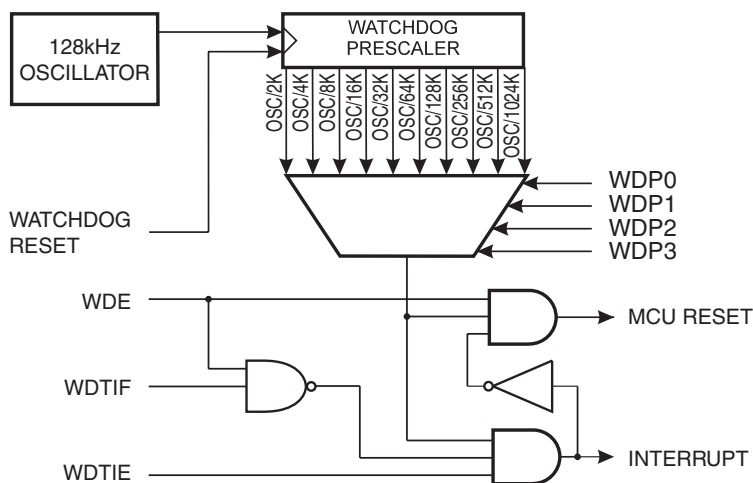 128kHz
OSCILLATOR
WATCHDOG
PRESCALER
OSC/2K
OSC/4K
OSC/8K
OSC/16K
OSC/32K
OSC/64K
OSC/128K
OSC/256K
OSC/512K
OSC/1024K
WDP0
WDP1
WDP2
WDP3
WATCHDOG
RESET
WDE
MCU RESET
WDTIF
WDTIE
INTERRUPT